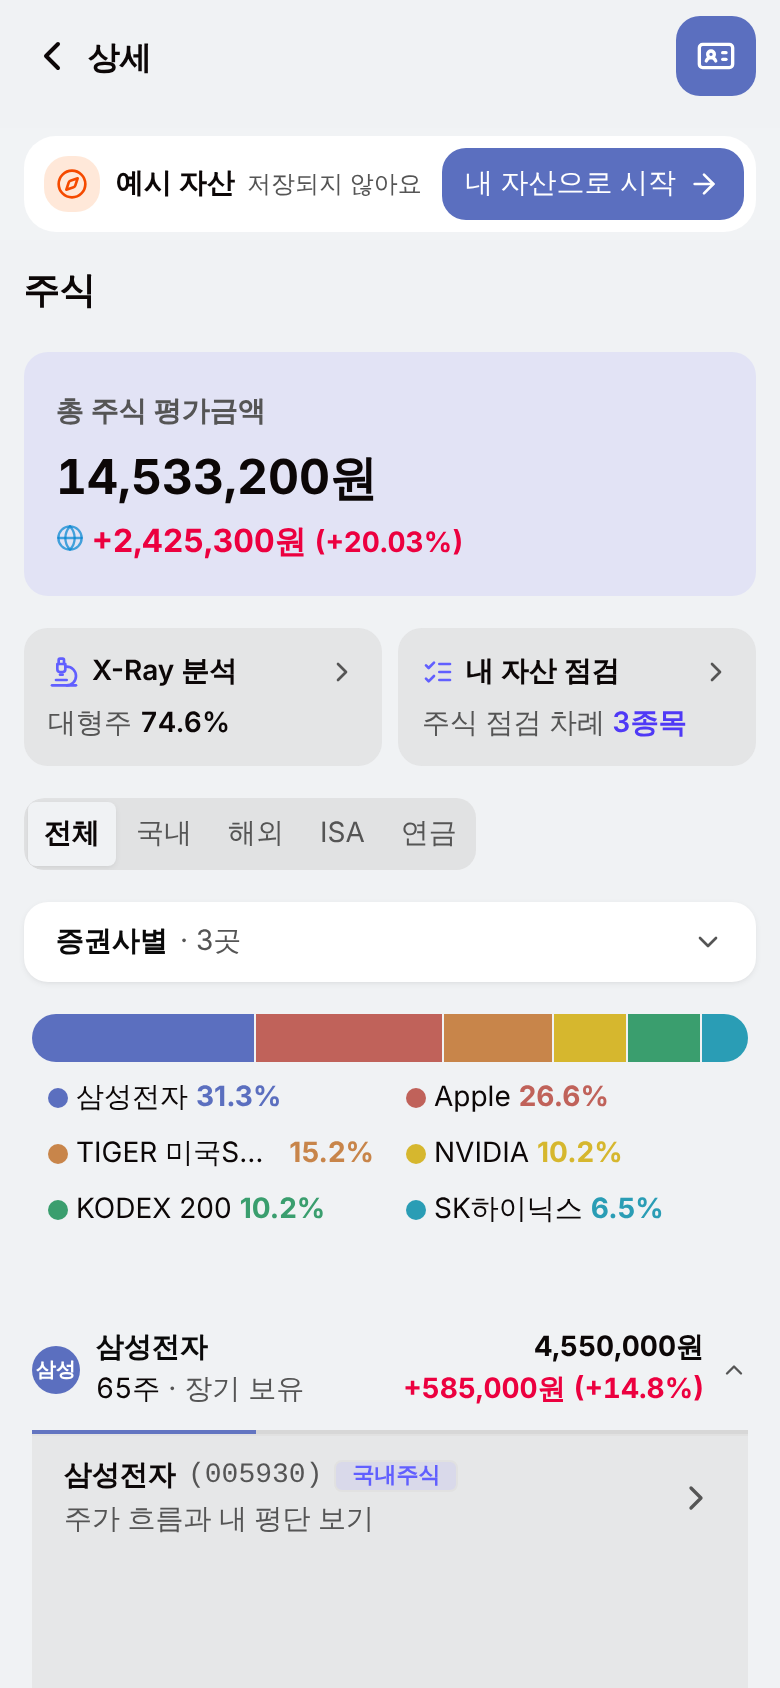 상세
예시 자산 저장되지 않아요 내 자산으로 시작 →
주식
총 주식 평가금액
14,533,200원
+2,425,300원 (+20.03%)
X-Ray 분석
대형주 74.6%
내 자산 점검
주식 점검 차례 3종목
전체 국내 해외 ISA 연금
증권사별 · 3곳
삼성전자 31.3% Apple 26.6%
TIGER 미국S... 15.2% NVIDIA 10.2%
KODEX 200 10.2% SK하이닉스 6.5%
삼성 삼성전자 4,550,000원
65주 · 장기 보유 +585,000원 (+14.8%)
삼성전자 (005930) 국내주식
주가 흐름과 내 평단 보기